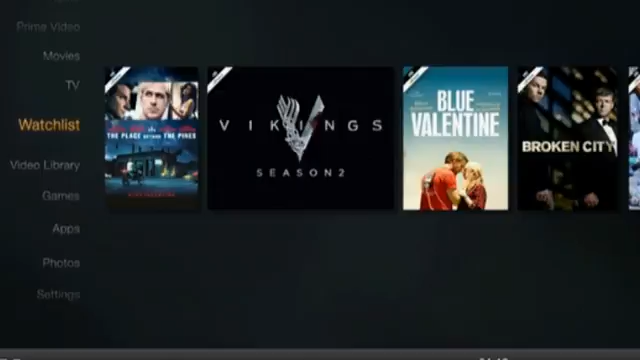 Prime Video
Movies
TV
Watchlist
Video Library
Games
Apps
Photos
Settings
THE PLACE BEYOND THE PINES
VIKINGS
SEASON 2
BLUE
VALENTINE
BROKEN CITY